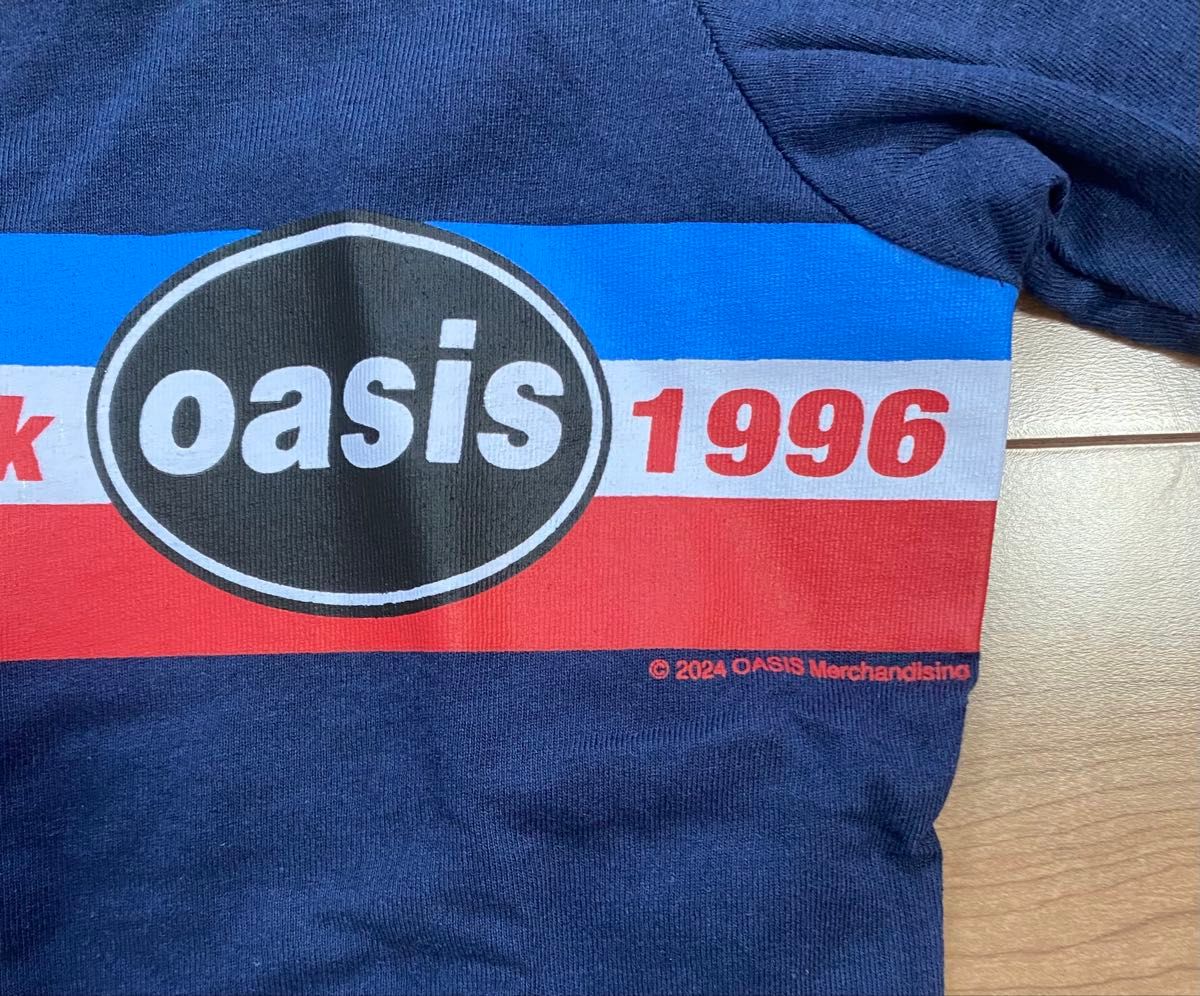 oasis 1996
© 2024 OASIS Merchandising